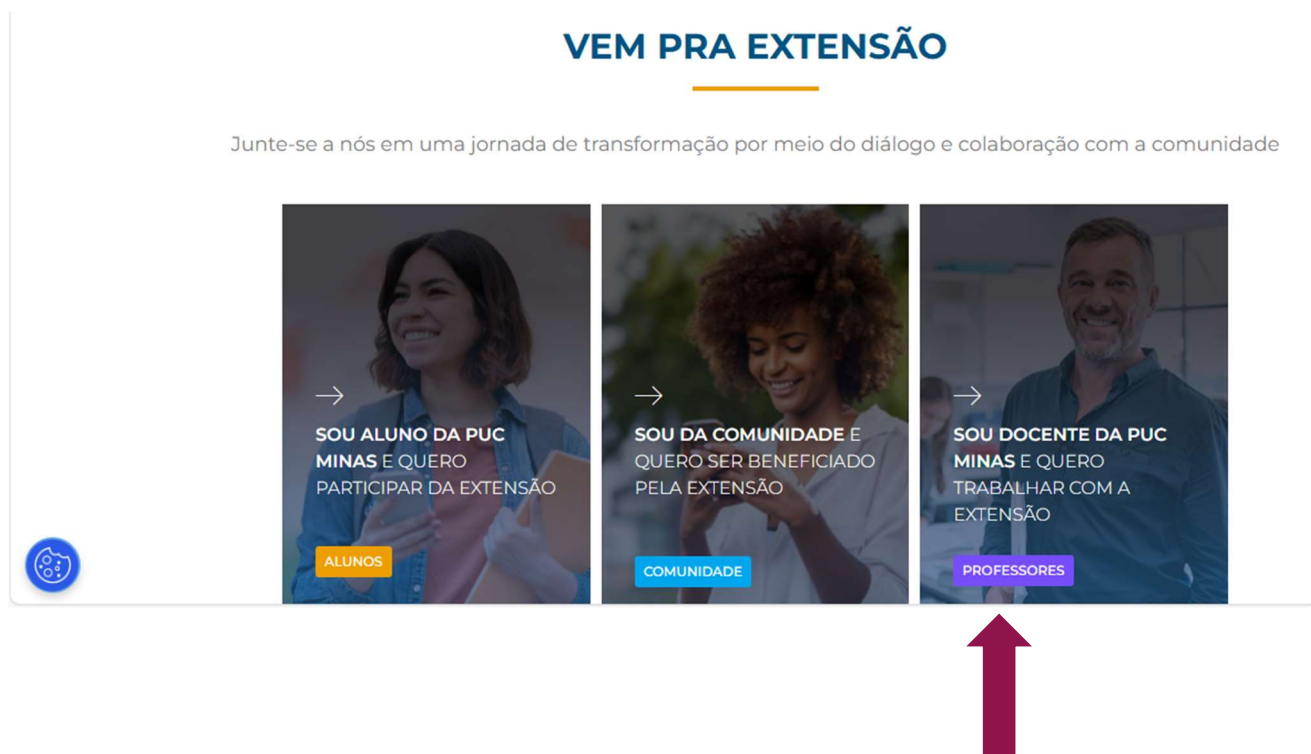 VEM PRA EXTENSÃO
Junte-se a nós em uma jornada de transformação por meio do diálogo e colaboração com a comunidade
SOU ALUNO DA PUC
MINAS E QUERO
PARTICIPAR DA EXTENSÃO
ALUNOS
SOU DA COMUNIDADE E
QUERO SER BENEFICIADO
PELA EXTENSÃO
COMUNIDADE
SOU DOCENTE DA PUC
MINAS E QUERO
TRABALHAR COM A
EXTENSÃO
PROFESSORES